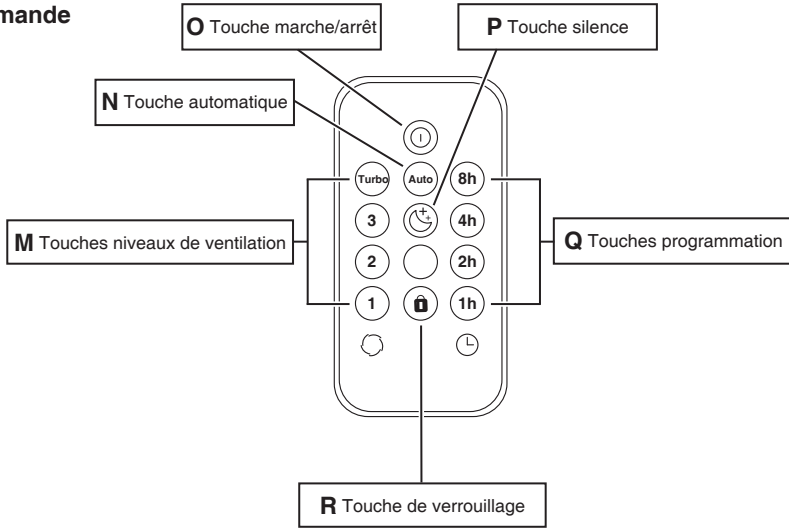 mande
O Touche marche/arrêt
P Touche silence
N Touche automatique
Turbo
Auto
8h
3
4h
M Touches niveaux de ventilation
Q Touches programmation
2
2h
1
1h
R Touche de verrouillage